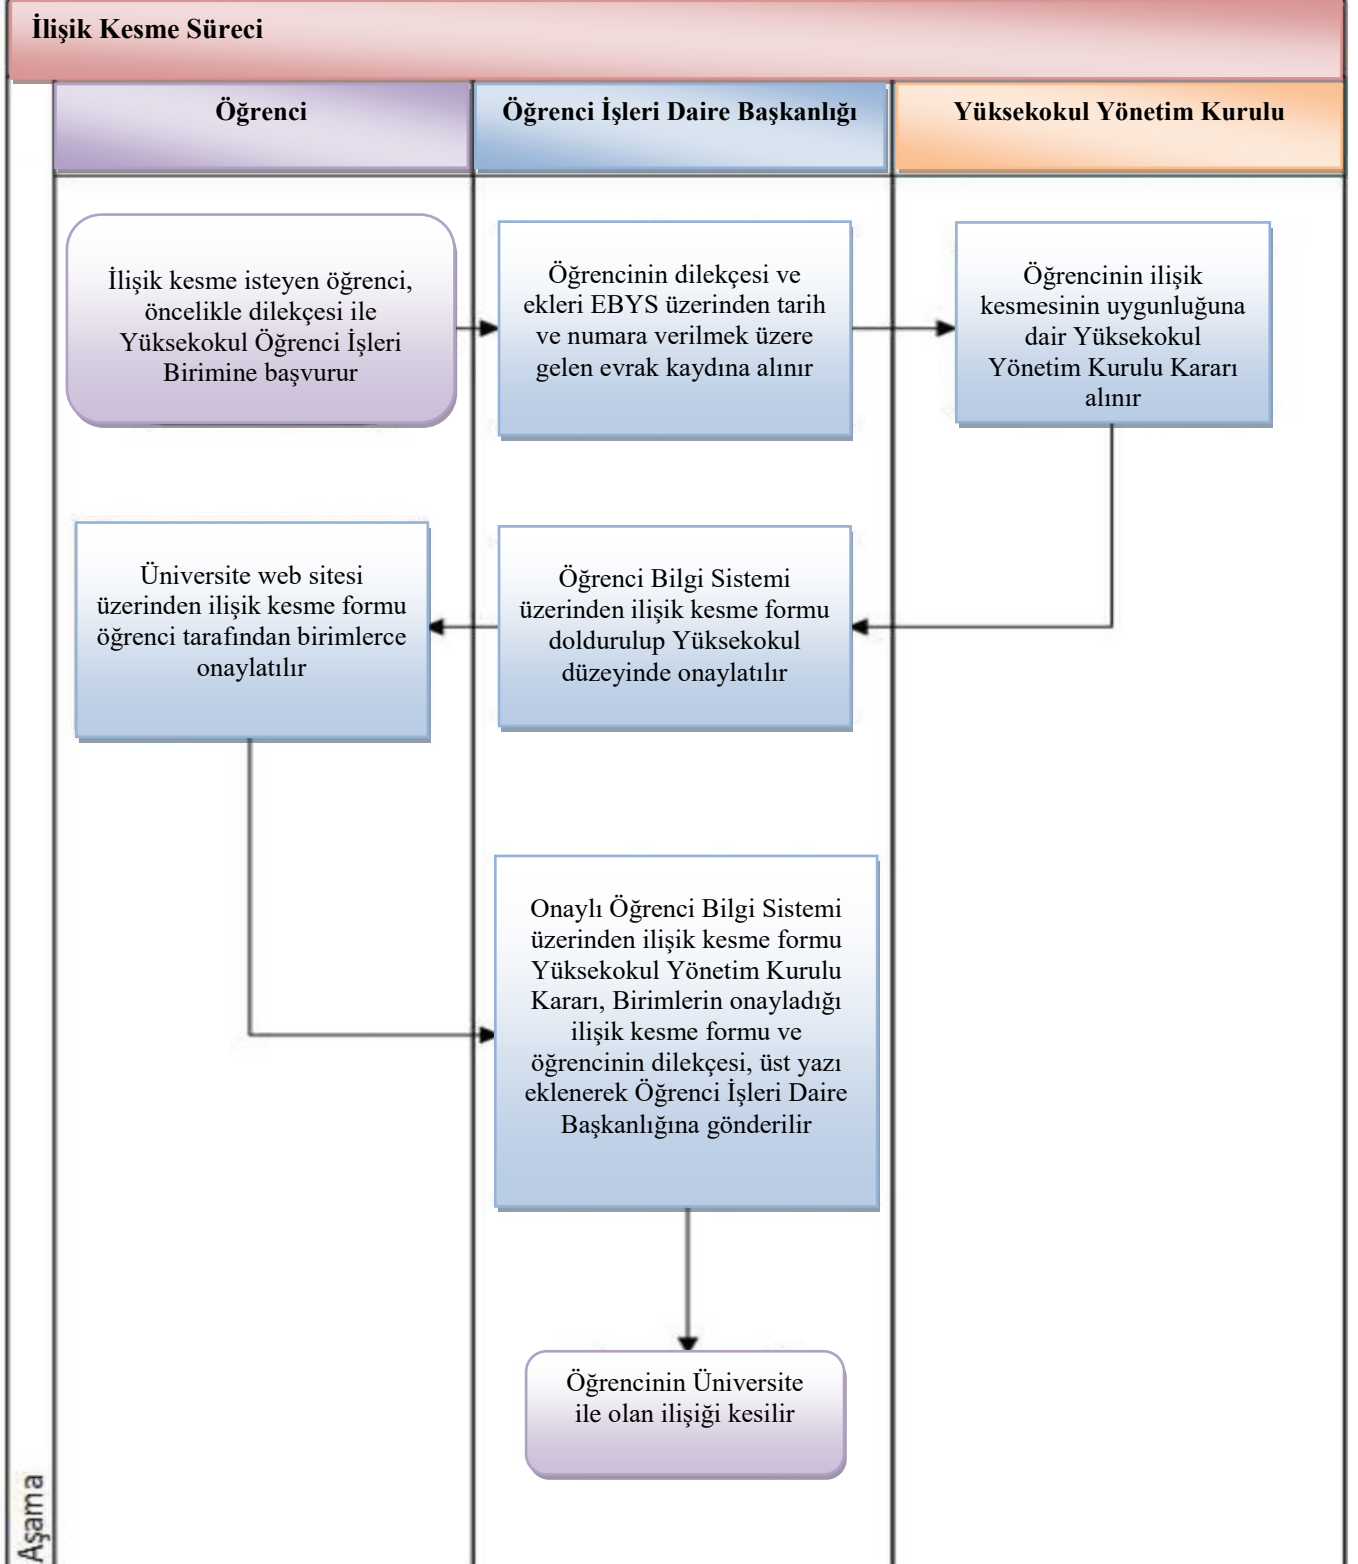 İlişik Kesme Süreci
Öğrenci
Öğrenci İşleri Daire Başkanlığı
Yüksekokul Yönetim Kurulu
İlişik kesme isteyen öğrenci,
öncelikle dilekçesi ile
Yüksekokul Öğrenci İşleri
Birimine başvurur
Öğrencinin dilekçesi ve
ekleri EBYS üzerinden tarih
ve numara verilmek üzere
gelen evrak kaydına alınır
Öğrencinin ilişik
kesmesinin uygunluğuna
dair Yüksekokul
Yönetim Kurulu Kararı
alınır
Öğrenci Bilgi Sistemi
üzerinden ilişik kesme formu
doldurulup Yüksekokul
düzeyinde onaylatılır
Üniversite web sitesi
üzerinden ilişik kesme formu
öğrenci tarafından birimlerce
onaylatılır
Onaylı Öğrenci Bilgi Sistemi
üzerinden ilişik kesme formu
Yüksekokul Yönetim Kurulu
Kararı, Birimlerin onayladığı
ilişik kesme formu ve
öğrencinin dilekçesi, üst yazı
eklenerek Öğrenci İşleri Daire
Başkanlığına gönderilir
Öğrencinin Üniversite
ile olan ilişiği kesilir
Aşama